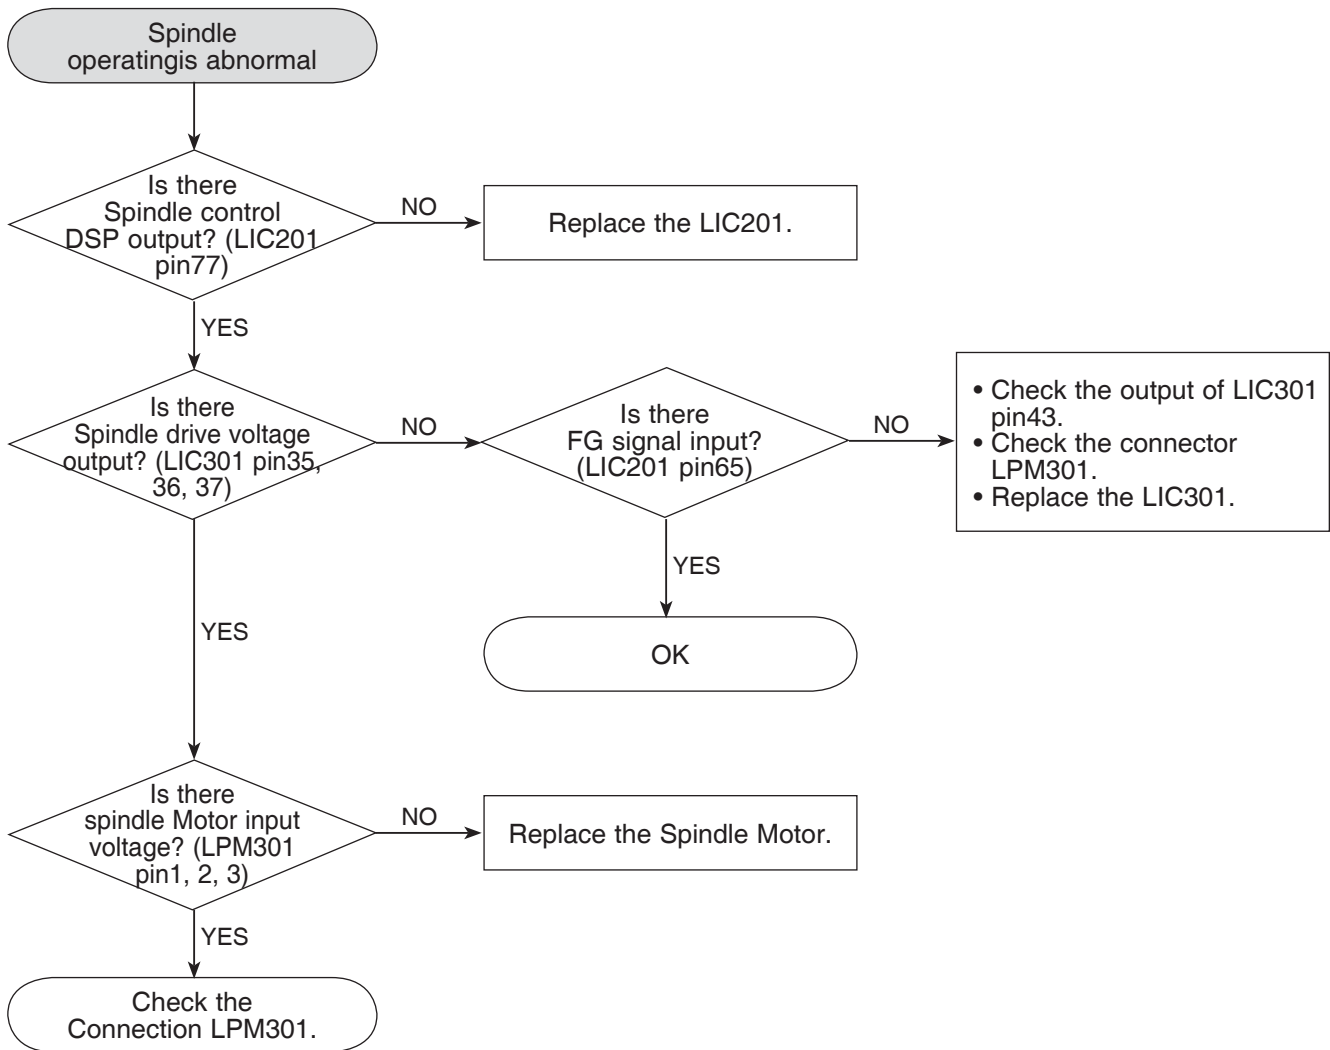 Spindle
operatingis abnormal
Is there
Spindle control
DSP output? (LIC201
pin77)
NO
Replace the LIC201.
YES
Is there
Spindle drive voltage
output? (LIC301 pin35,
36, 37)
NO
Is there
FG signal input?
(LIC201 pin65)
NO
• Check the output of LIC301
pin43.
• Check the connector
LPM301.
• Replace the LIC301.
YES
OK
YES
Is there
spindle Motor input
voltage? (LPM301
pin1, 2, 3)
NO
Replace the Spindle Motor.
YES
Check the
Connection LPM301.